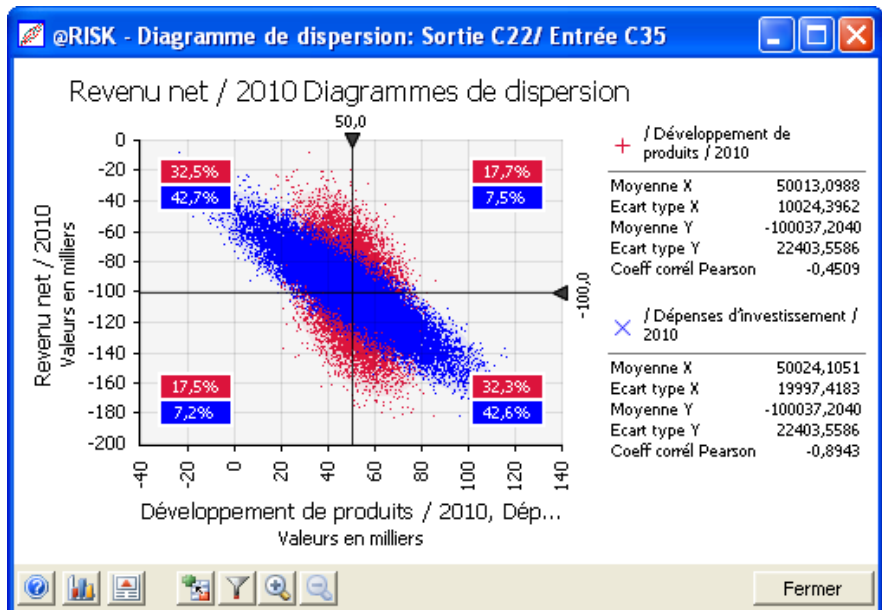 @RISK - Diagramme de dispersion: Sortie C22/ Entrée C35
Revenu net / 2010 Diagrammes de dispersion
50,0
0
-20
-40
-60
-80
-100
-120
-140
-160
-180
-200
Revenu net / 2010
Valeurs en milliers
32,5%
42,7%
17,7%
7,5%
-100,0
17,5%
7,2%
32,3%
42,6%
-40
-20
0
20
40
60
80
100
120
140
Développement de produits / 2010, Dép...
Valeurs en milliers
/ Développement de
produits / 2010
Moyenne X 50013,0988
Ecart type X 10024,3962
Moyenne Y -100037,2040
Ecart type Y 22403,5586
Coeff corrél Pearson -0,4509
/ Dépenses d'investissement /
2010
Moyenne X 50024,1051
Ecart type X 19997,4183
Moyenne Y -100037,2040
Ecart type Y 22403,5586
Coeff corrél Pearson -0,8943
Fermer